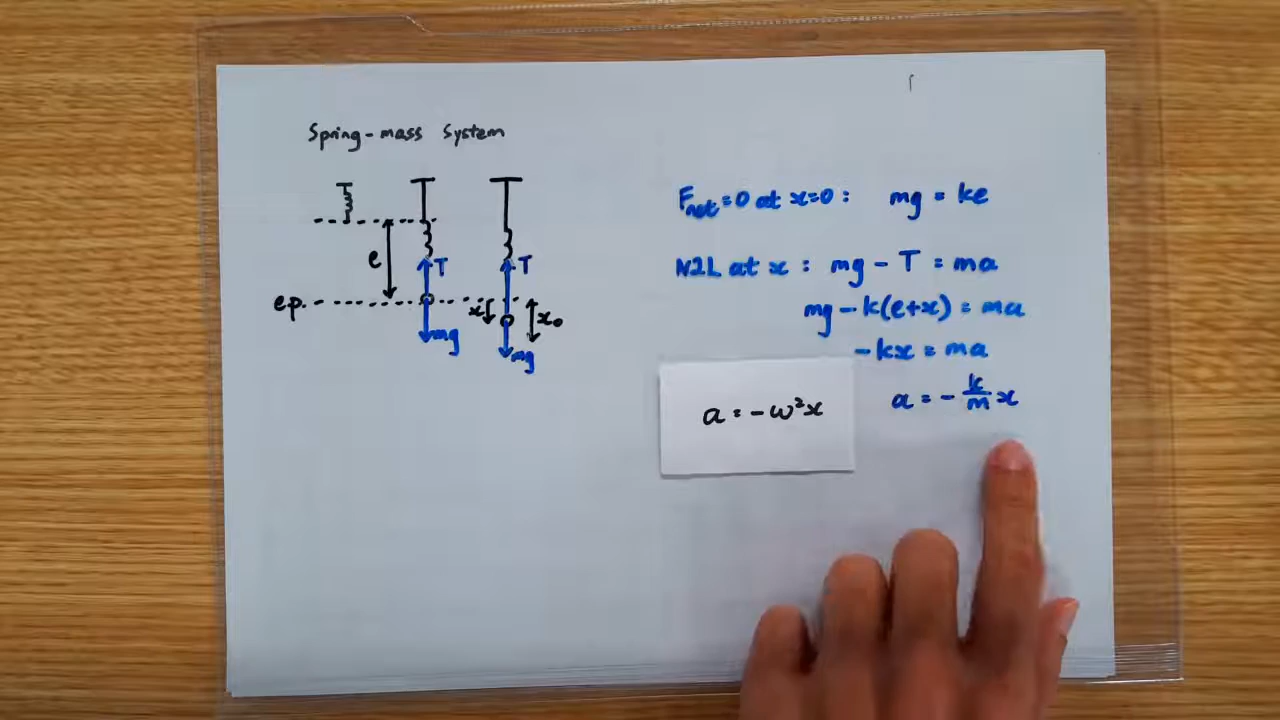 Spring-mass System
e
T
T
e.p.
x
x₀
mg
mg
Fnet=0 at x=0: mg = ke
N2L at x: mg - T = ma
mg - k(e+x) = ma
-kx = ma
a = -k/m x
a = -ω²x